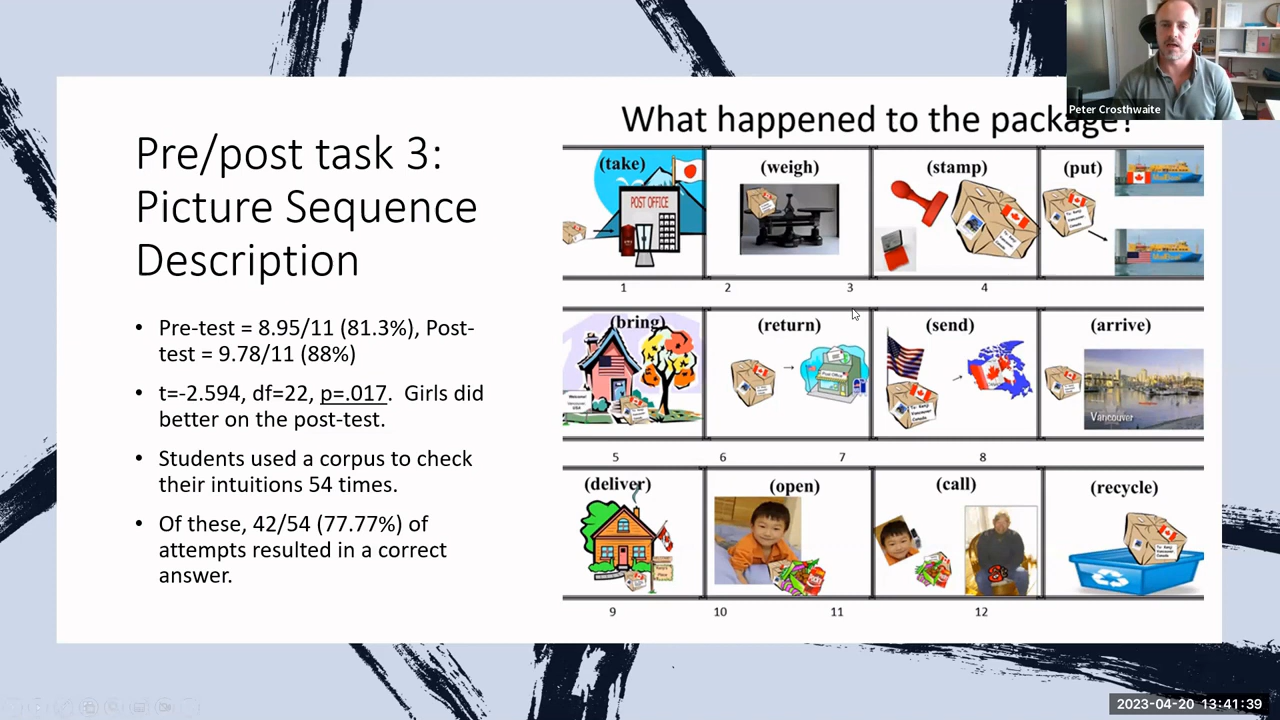 Peter Crosthwaite
Pre/post task 3:
Picture Sequence
Description
• Pre-test = 8.95/11 (81.3%), Post-
test = 9.78/11 (88%)
• t=-2.594, df=22, p=.017.  Girls did
better on the post-test.
• Students used a corpus to check
their intuitions 54 times.
• Of these, 42/54 (77.77%) of
attempts resulted in a correct
answer.
What happened to the package?
(take) (weigh) (stamp) (put)
POST OFFICE
1 2 3 4
(bring) (return) (send) (arrive)
Vancouver
5 6 7 8
(deliver) (open) (call) (recycle)
9 10 11 12
2023-04-20 13:41:39